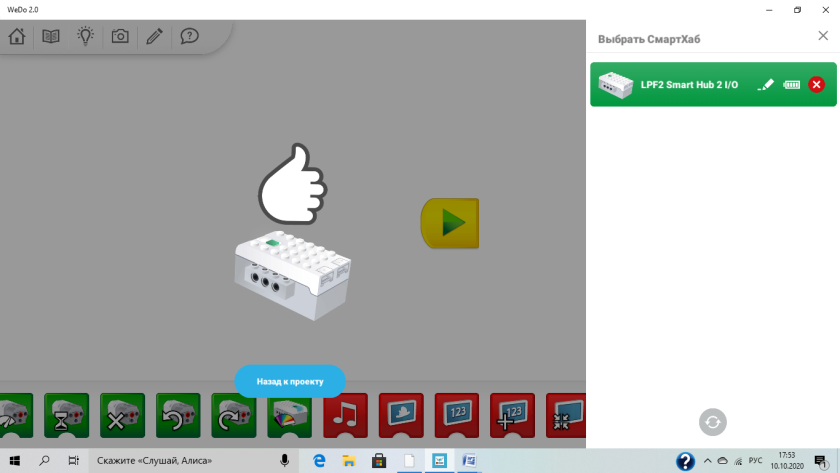 WeDo 2.0
Выбрать СмартХаб
LPF2 Smart Hub 2 I/O
Назад к проекту
123
123
Скажите «Слушай, Алиса»
РУС
17:53
10.10.2020